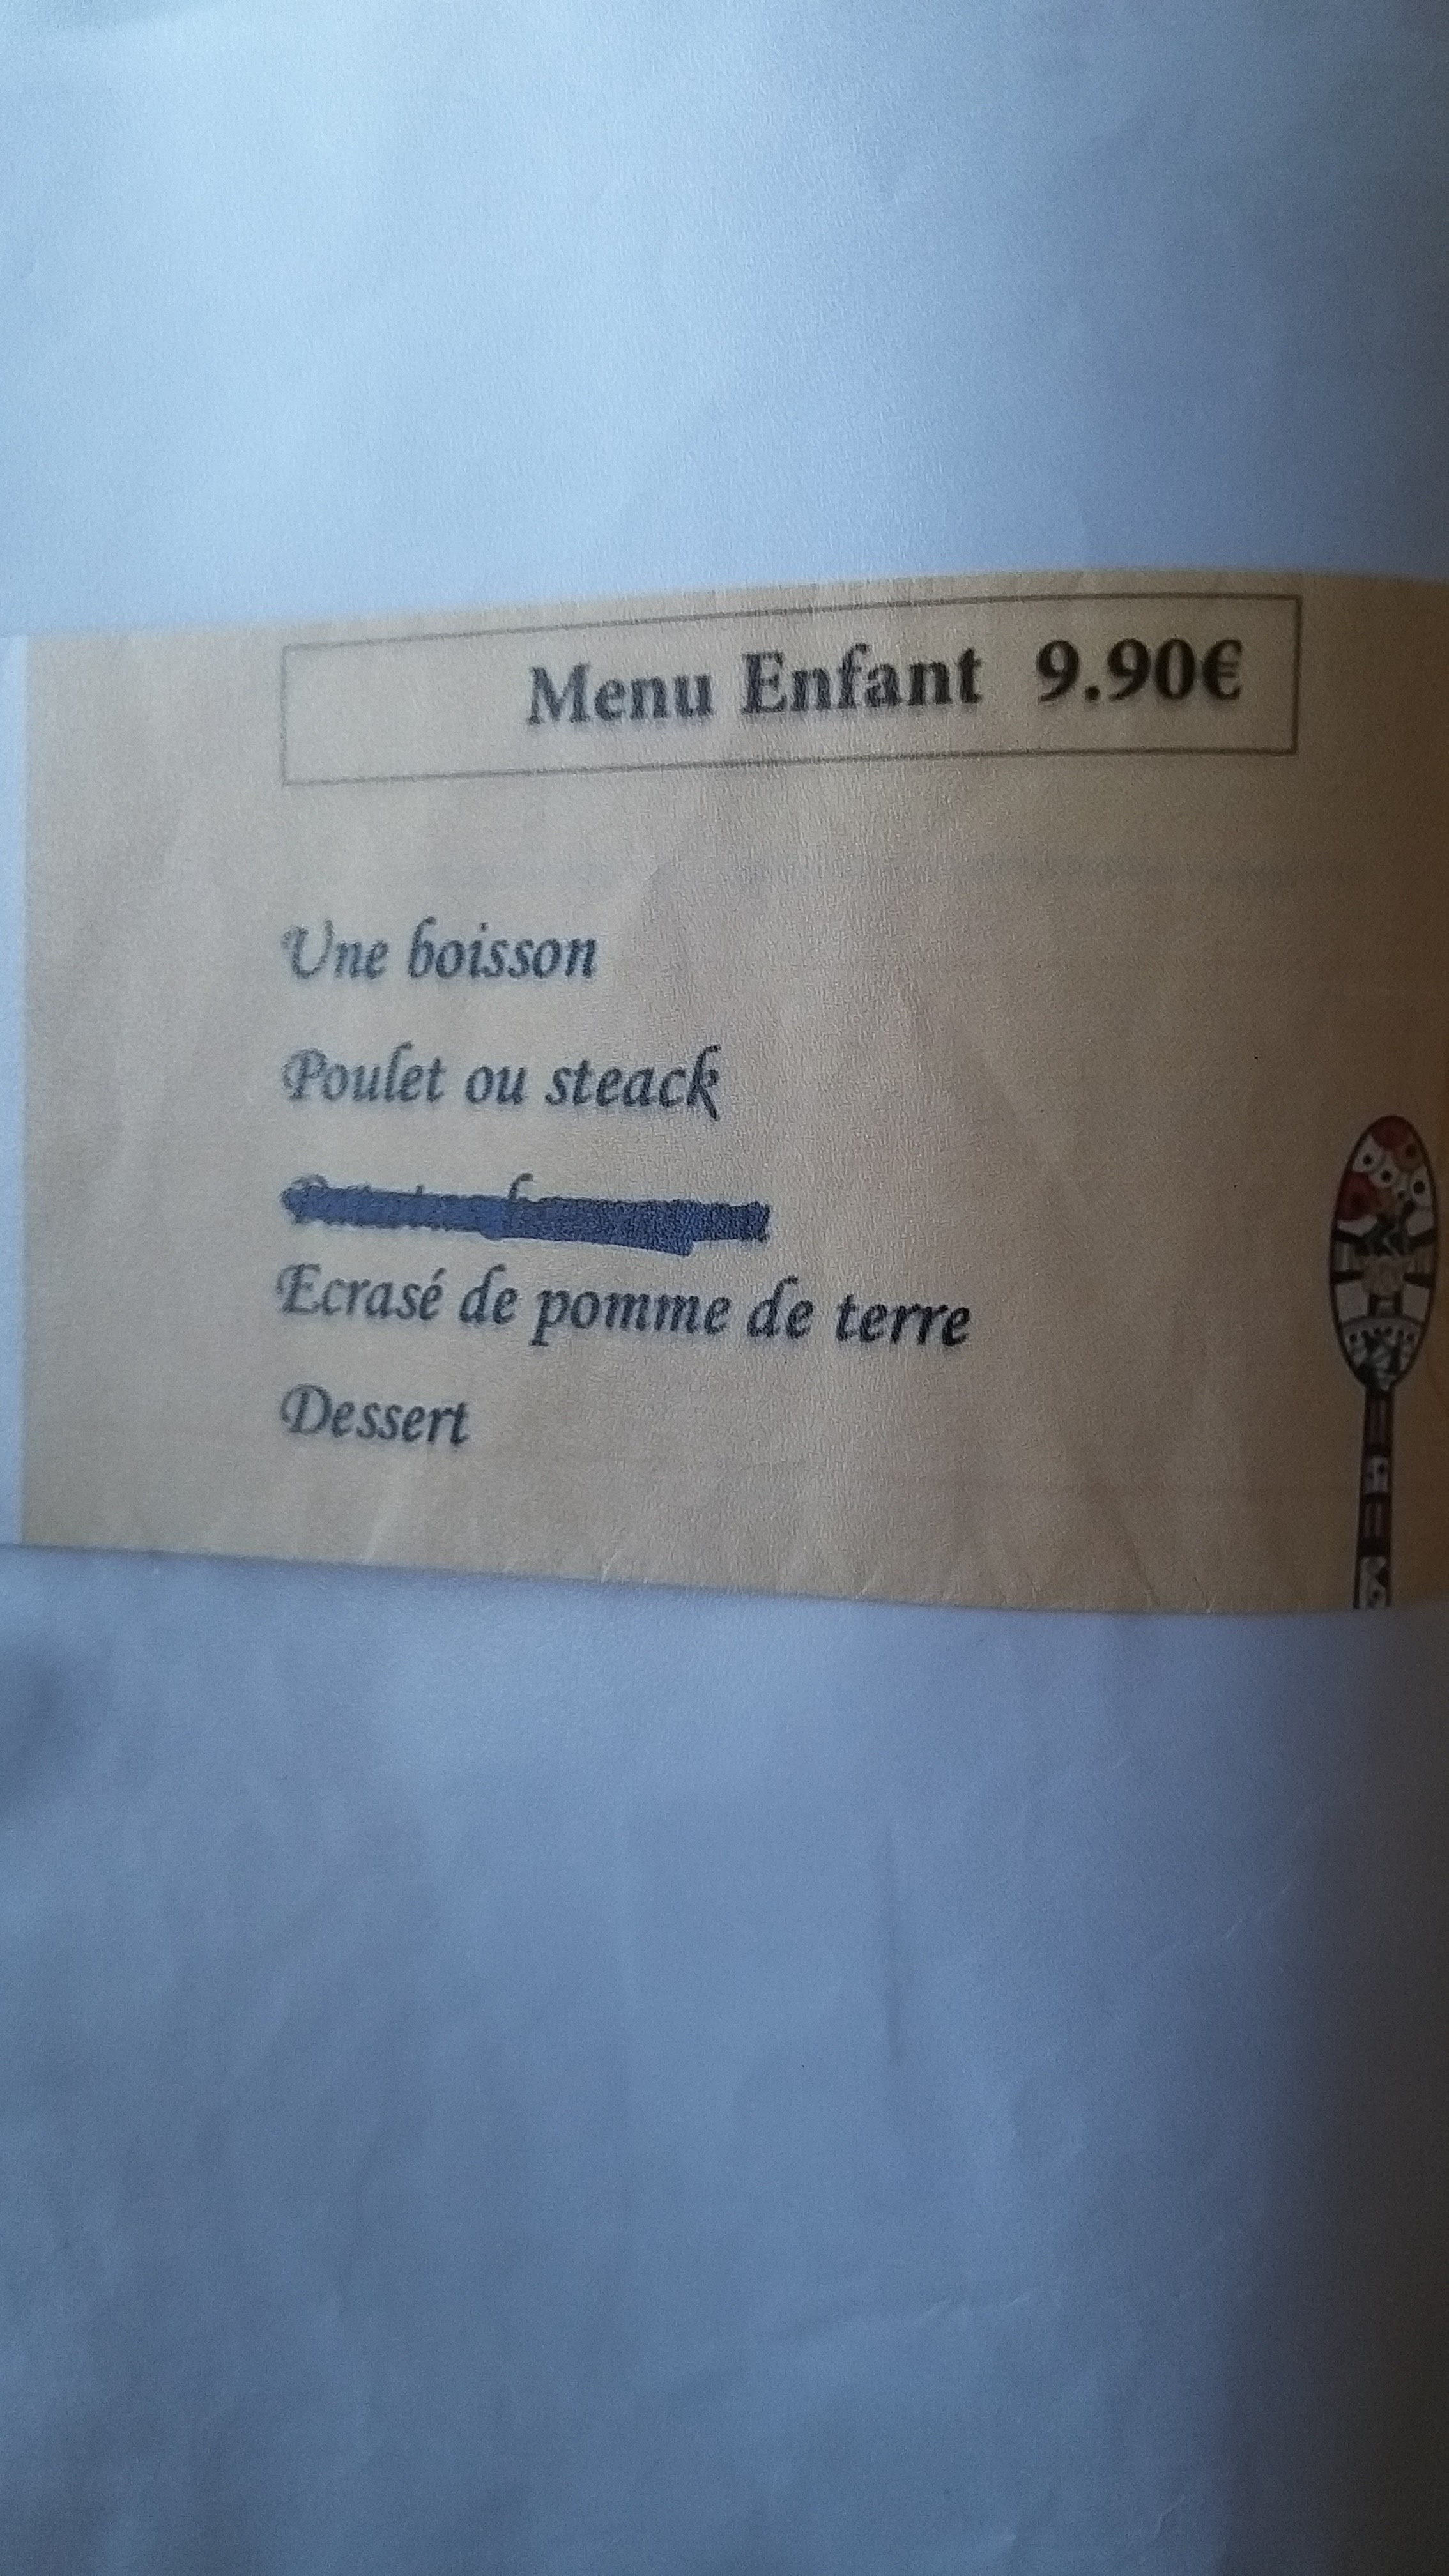 Menu Enfant 9.90€
Une boisson
Poulet ou steack
Ecrasé de pomme de terre
Dessert